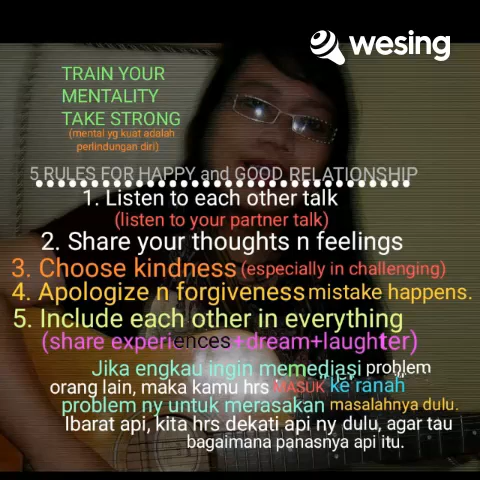 wesing
TRAIN YOUR
MENTALITY
TAKE STRONG
(mental yg kuat adalah
perlindungan diri)
5 RULES FOR HAPPY and GOOD RELATIONSHIP
1. Listen to each other talk
(listen to your partner talk)
2. Share your thoughts n feelings
3. Choose kindness (especially in challenging)
4. Apologize n forgiveness mistake happens.
5. Include each other in everything
(share experiences+dream+laughter)
Jika engkau ingin memediasi problem
orang lain, maka kamu hrs MASUK ke ranah
problem ny untuk merasakan masalahnya dulu.
Ibarat api, kita hrs dekati api ny dulu, agar tau
bagaimana panasnya api itu.